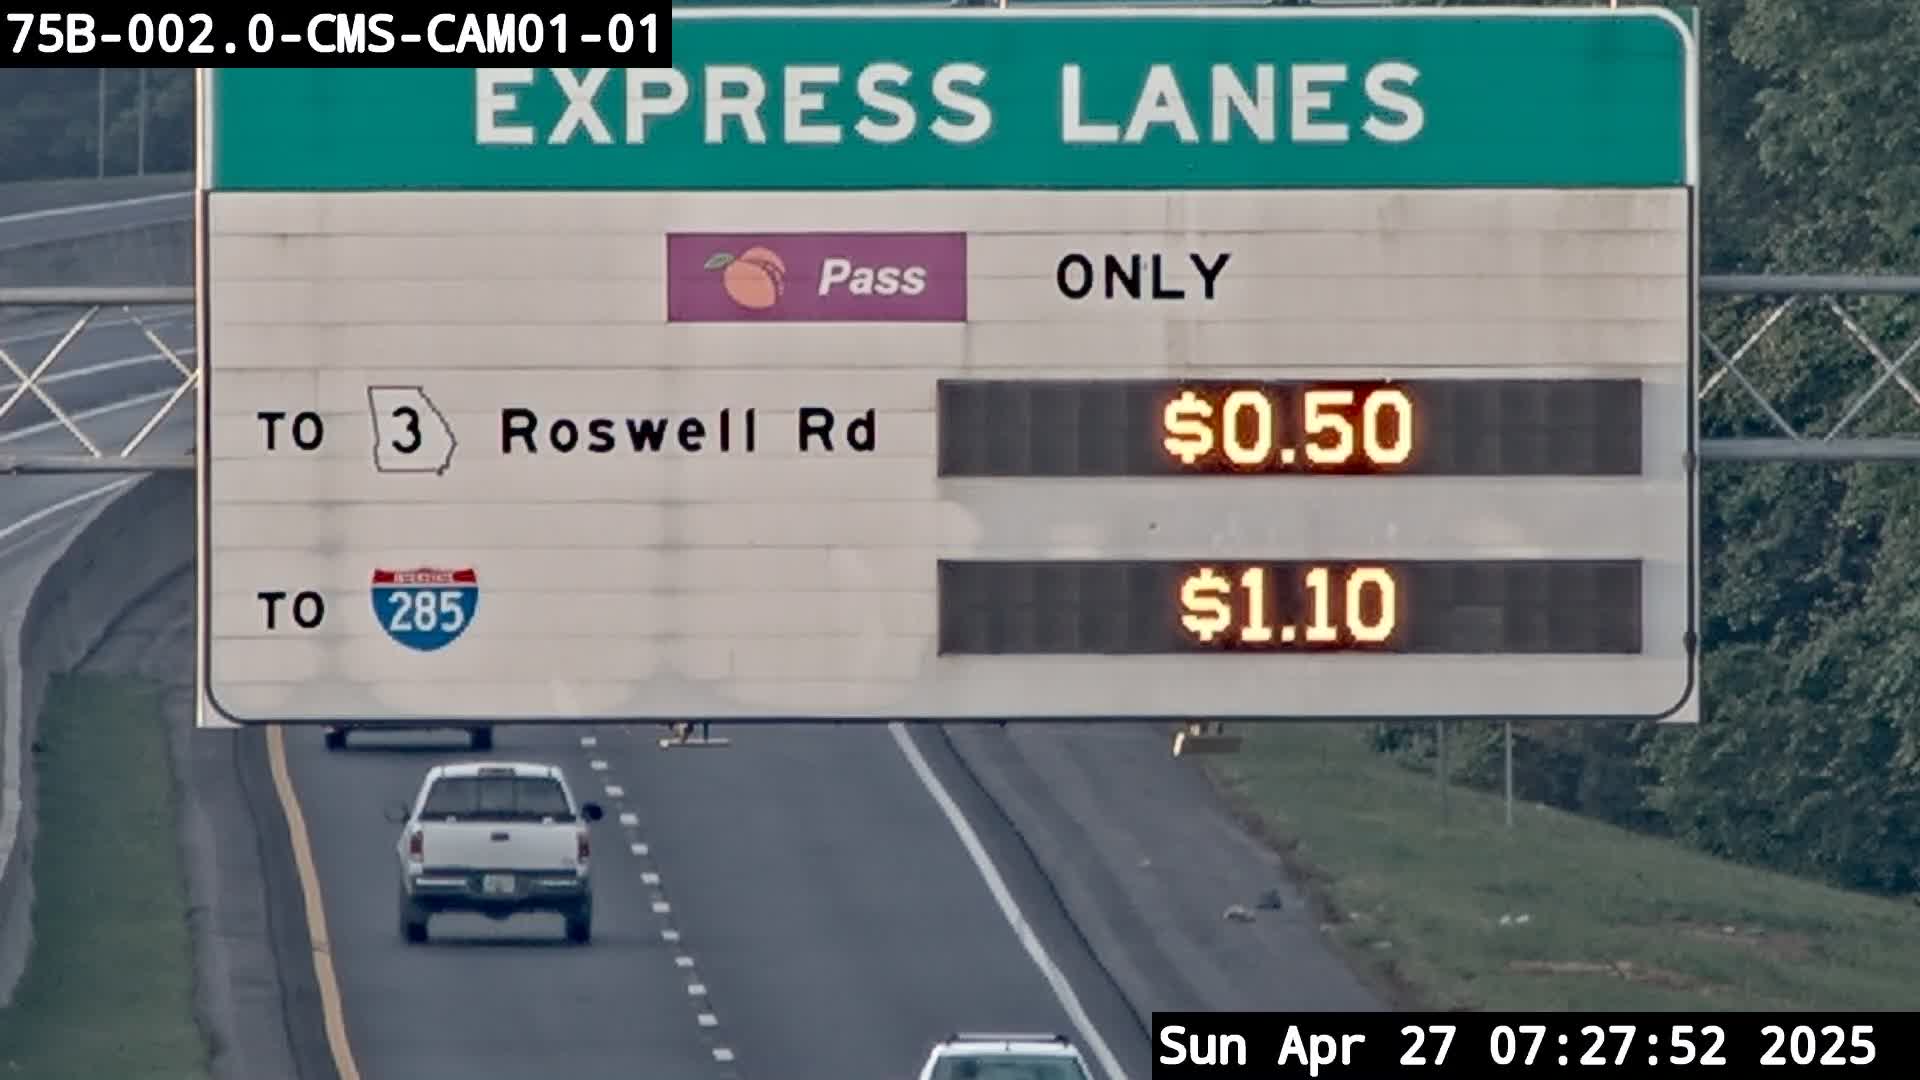 75B-002.0-CMS-CAM01-01
EXPRESS LANES
Pass ONLY
TO 3 Roswell Rd $0.50
TO 285 $1.10
Sun Apr 27 07:27:52 2025